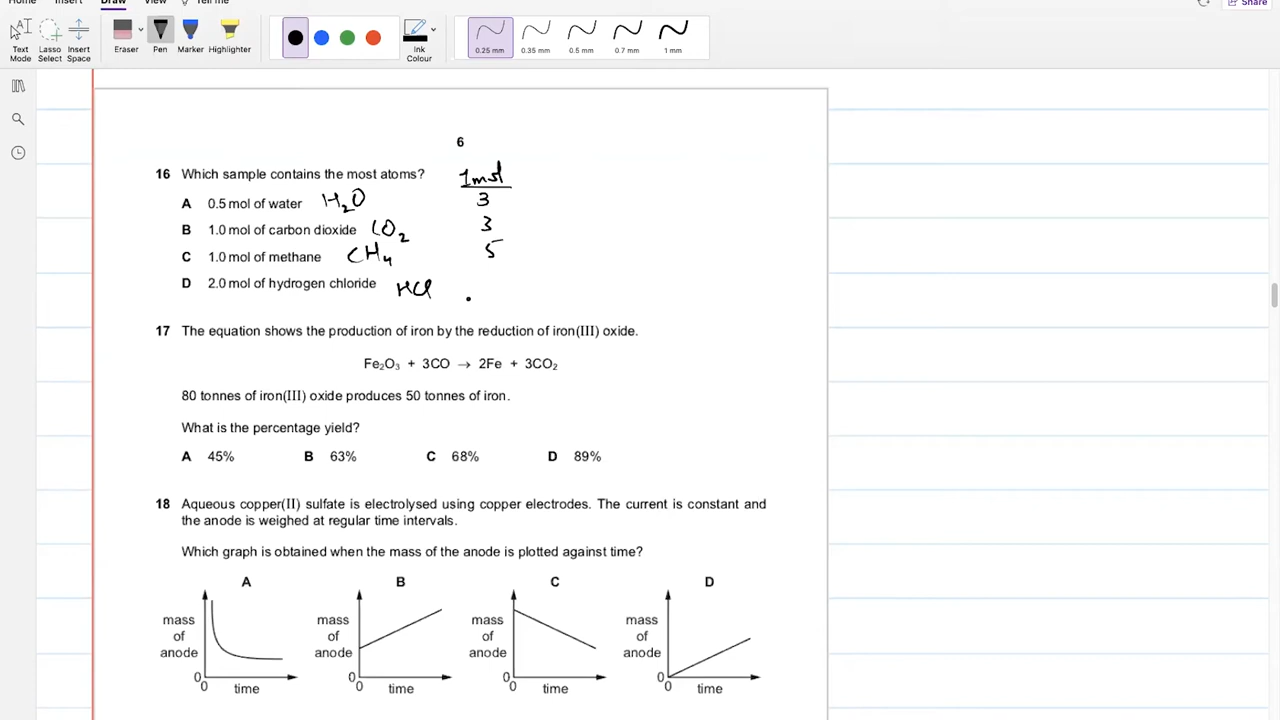 Home Insert Draw View Tell me Share
Text Mode Lasso Select Insert Space Eraser Pen Marker Highlighter Ink Colour 0.25 mm 0.35 mm 0.5 mm 0.7 mm 1 mm
6
16 Which sample contains the most atoms? 1mol
A 0.5 mol of water H2O 3
B 1.0 mol of carbon dioxide CO2 3
C 1.0 mol of methane CH4 5
D 2.0 mol of hydrogen chloride HCl
17 The equation shows the production of iron by the reduction of iron(III) oxide.
Fe2O3 + 3CO → 2Fe + 3CO2
80 tonnes of iron(III) oxide produces 50 tonnes of iron.
What is the percentage yield?
A 45% B 63% C 68% D 89%
18 Aqueous copper(II) sulfate is electrolysed using copper electrodes. The current is constant and
the anode is weighed at regular time intervals.
Which graph is obtained when the mass of the anode is plotted against time?
A B C D
mass of anode mass of anode mass of anode mass of anode
0 0 0 0
0 time 0 time 0 time 0 time